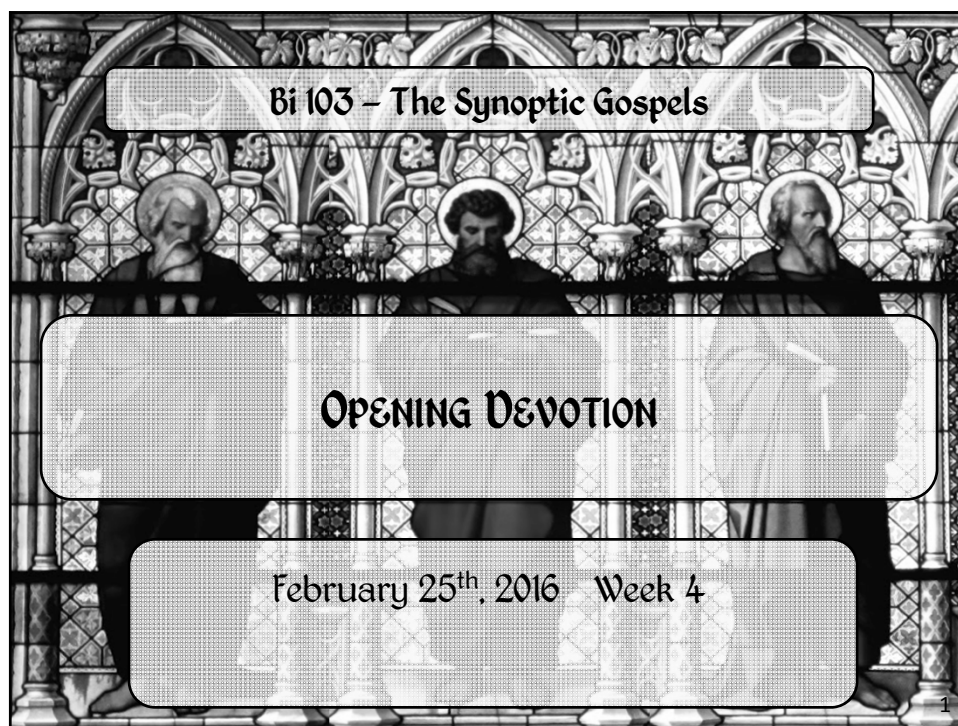 Bi 103 – The Synoptic Gospels
Opening Devotion
February 25th, 2016 Week 4
1